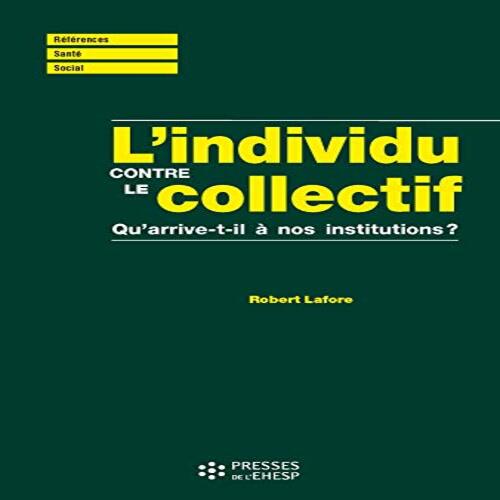 Références
Santé
Social
L'individu
CONTRE
LE collectif
Qu'arrive-t-il à nos institutions ?
Robert Lafore
PRESSES
DE L'EHESP